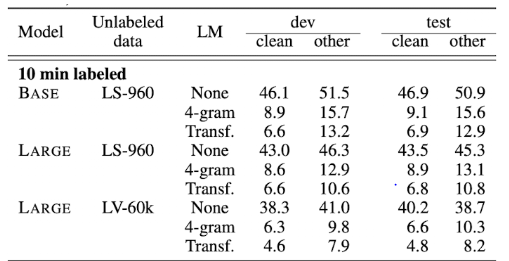 Model Unlabeled data LM dev test
clean other clean other
10 min labeled
BASE LS-960 None 46.1 51.5 46.9 50.9
4-gram 8.9 15.7 9.1 15.6
Transf. 6.6 13.2 6.9 12.9
LARGE LS-960 None 43.0 46.3 43.5 45.3
4-gram 8.6 12.9 8.9 13.1
Transf. 6.6 10.6 6.8 10.8
LARGE LV-60k None 38.3 41.0 40.2 38.7
4-gram 6.3 9.8 6.6 10.3
Transf. 4.6 7.9 4.8 8.2